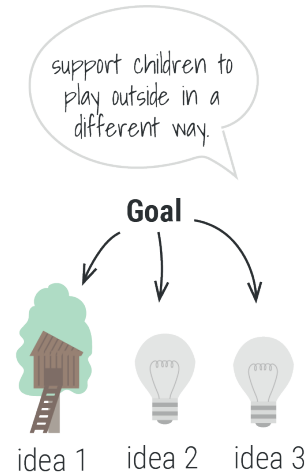 support children to
play outside in a
different way.
Goal
idea 1 idea 2 idea 3